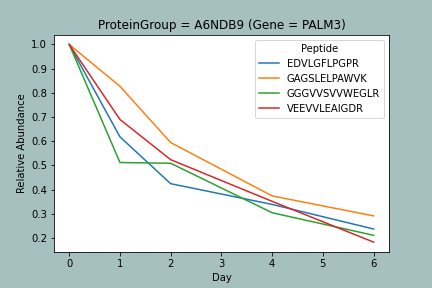 ProteinGroup = A6NDB9 (Gene = PALM3)
Relative Abundance
1.0
0.9
0.8
0.7
0.6
0.5
0.4
0.3
0.2
Peptide
EDVLGFLPGPR
GAGSLELPAWVK
GGGVVSVVWEGLR
VEEVVLEAIGDR
0 1 2 3 4 5 6
Day